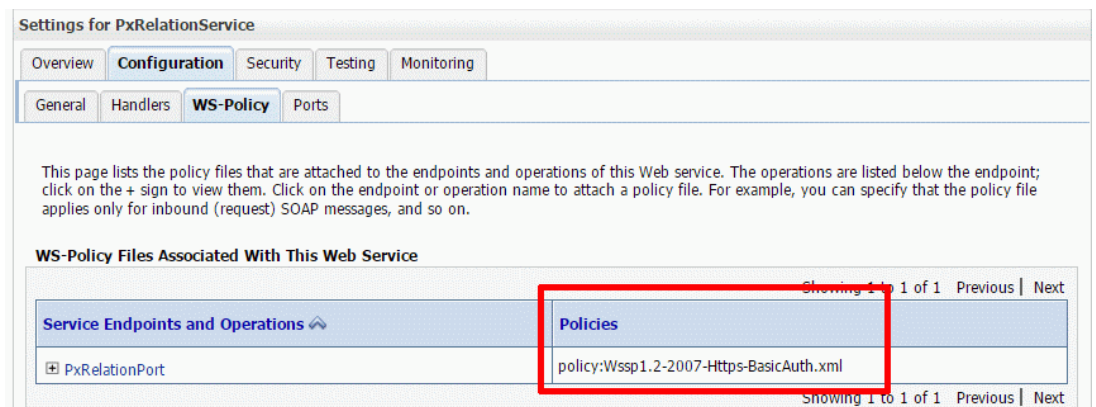 Settings for PxRelationService
Overview Configuration Security Testing Monitoring
General Handlers WS-Policy Ports
This page lists the policy files that are attached to the endpoints and operations of this Web service. The operations are listed below the endpoint;
click on the + sign to view them. Click on the endpoint or operation name to attach a policy file. For example, you can specify that the policy file
applies only for inbound (request) SOAP messages, and so on.
WS-Policy Files Associated With This Web Service
Showing 1 to 1 of 1 Previous | Next
Service Endpoints and Operations Policies
PxRelationPort policy:Wssp1.2-2007-Https-BasicAuth.xml
Showing 1 to 1 of 1 Previous | Next